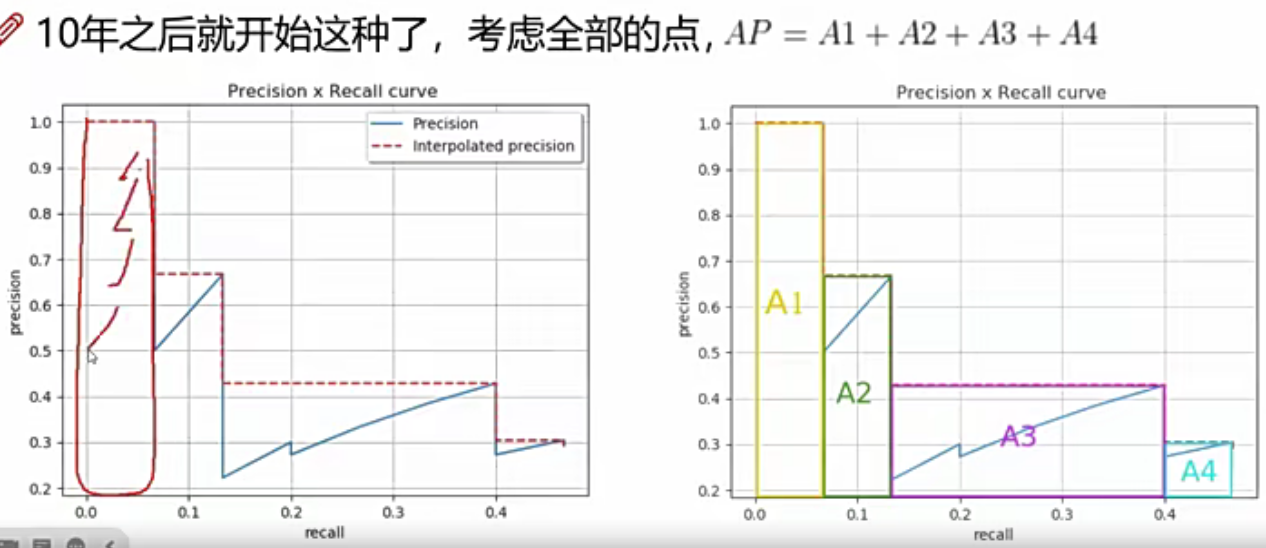 10年之后就开始这种了，考虑全部的点，AP = A1 + A2 + A3 + A4
Precision x Recall curve
Precision
Interpolated precision
1.0
0.9
0.8
0.7
0.6
0.5
0.4
0.3
0.2
precision
0.0 0.1 0.2 0.3 0.4
recall
Precision x Recall curve
1.0
0.9
0.8
0.7
0.6
0.5
0.4
0.3
0.2
precision
A1
A2
A3
A4
0.0 0.1 0.2 0.3 0.4
recall